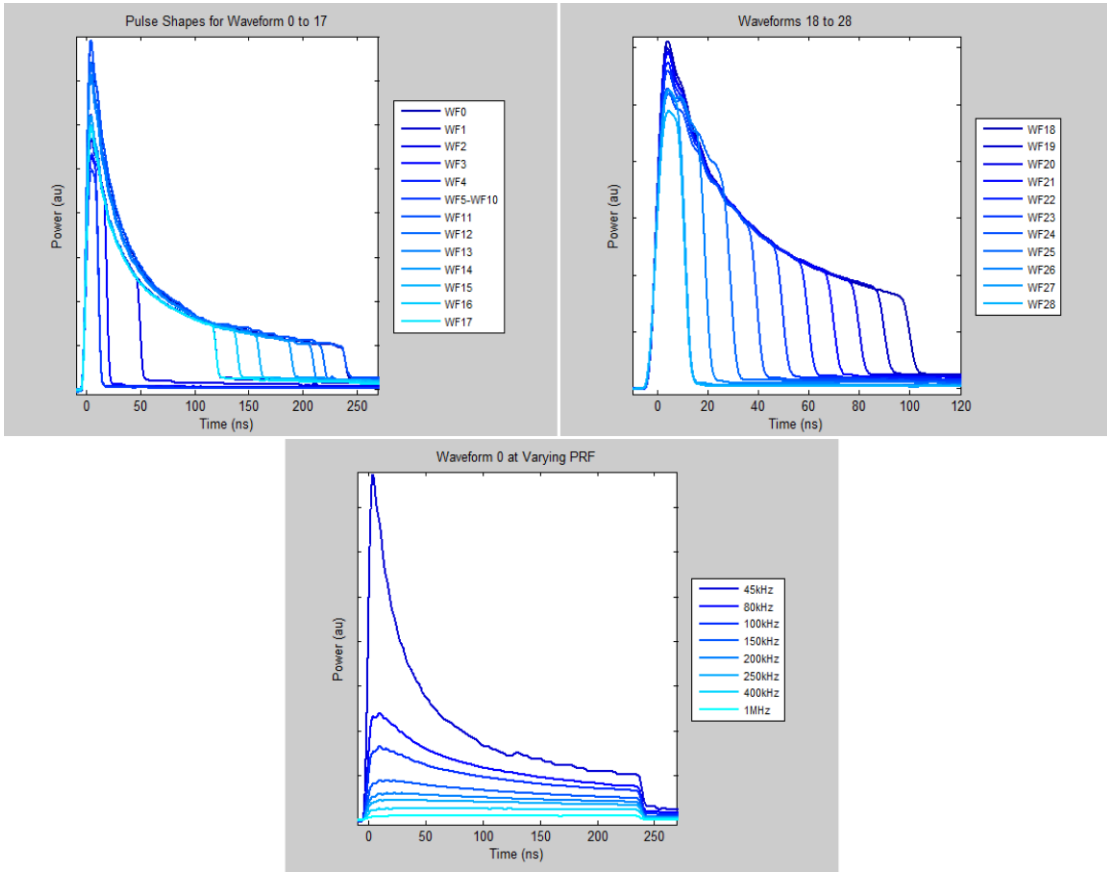 Pulse Shapes for Waveform 0 to 17
Power (au)
WF0
WF1
WF2
WF3
WF4
WF5-WF10
WF11
WF12
WF13
WF14
WF15
WF16
WF17
0 50 100 150 200 250
Time (ns)
Waveforms 18 to 28
Power (au)
WF18
WF19
WF20
WF21
WF22
WF23
WF24
WF25
WF26
WF27
WF28
0 20 40 60 80 100 120
Time (ns)
Waveform 0 at Varying PRF
Power (au)
45kHz
80kHz
100kHz
150kHz
200kHz
250kHz
400kHz
1MHz
0 50 100 150 200 250
Time (ns)